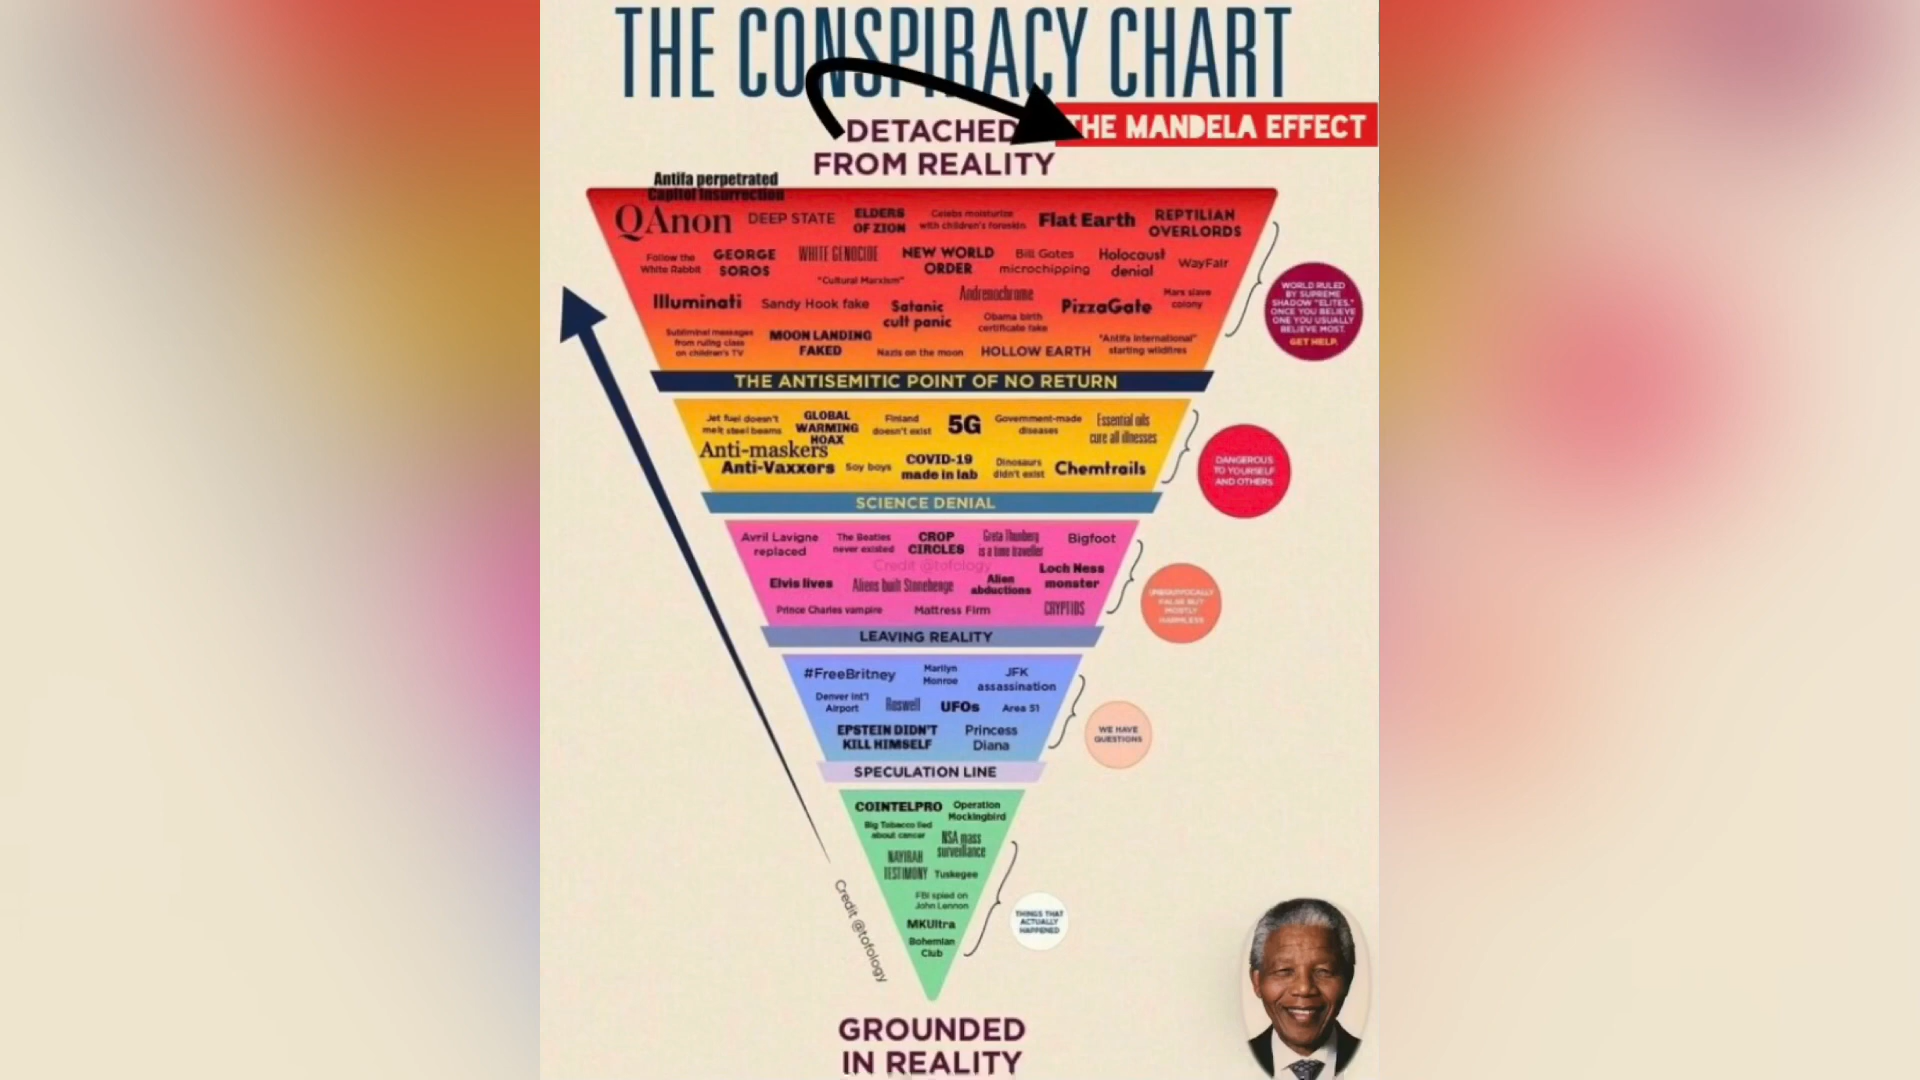 THE CONSPIRACY CHART
THE MANDELA EFFECT
DETACHED
FROM REALITY
Antifa perpetrated
Capitol Insurrection
QAnon
DEEP STATE
ELDERS
OF ZION
Celebs moisturize
with children's foreskin
Flat Earth
REPTILIAN
OVERLORDS
Follow the
White Rabbit
GEORGE
SOROS
WHITE GENOCIDE
"Cultural Marxism"
NEW WORLD
ORDER
Bill Gates
microchipping
Holocaust
denial
WayFair
Illuminati
Sandy Hook fake
Satanic
cult panic
Andrenochrome
Obama birth
certificate fake
PizzaGate
Mars slave
colony
Subliminal messages
from ruling class
on children's TV
MOON LANDING
FAKED
Nazis on the moon
HOLLOW EARTH
"Antifa International"
starting wildfires
WORLD RULED
BY SUPREME
SHADOW "ELITES."
ONCE YOU BELIEVE
ONE YOU USUALLY
BELIEVE MOST.
GET HELP.
THE ANTISEMITIC POINT OF NO RETURN
Jet fuel doesn't
melt steel beams
GLOBAL
WARMING
HOAX
Finland
doesn't exist
5G
Government-made
diseases
Essential oils
cure all illnesses
Anti-maskers
Anti-Vaxxers
Soy boys
COVID-19
made in lab
Dinosaurs
didn't exist
Chemtrails
DANGEROUS
TO YOURSELF
AND OTHERS
SCIENCE DENIAL
Avril Lavigne
replaced
The Beatles
never existed
CROP
CIRCLES
Greta Thunberg
is a time traveller
Bigfoot
Credit @tofology
Elvis lives
Aliens built Stonehenge
Alien
abductions
Loch Ness
monster
Prince Charles vampire
Mattress Firm
CRYPTIDS
UNEQUIVOCALLY
FALSE BUT
MOSTLY
HARMLESS
LEAVING REALITY
#FreeBritney
Marilyn
Monroe
JFK
assassination
Denver Int'l
Airport
Roswell
UFOs
Area 51
EPSTEIN DIDN'T
KILL HIMSELF
Princess
Diana
WE HAVE
QUESTIONS
SPECULATION LINE
COINTELPRO
Operation
Mockingbird
Big Tobacco lied
about cancer
NSA mass
surveillance
NAYIRAH
TESTIMONY
Tuskegee
FBI spied on
John Lennon
MKUltra
Bohemian
Club
THINGS THAT
ACTUALLY
HAPPENED
Credit @tofology
GROUNDED
IN REALITY